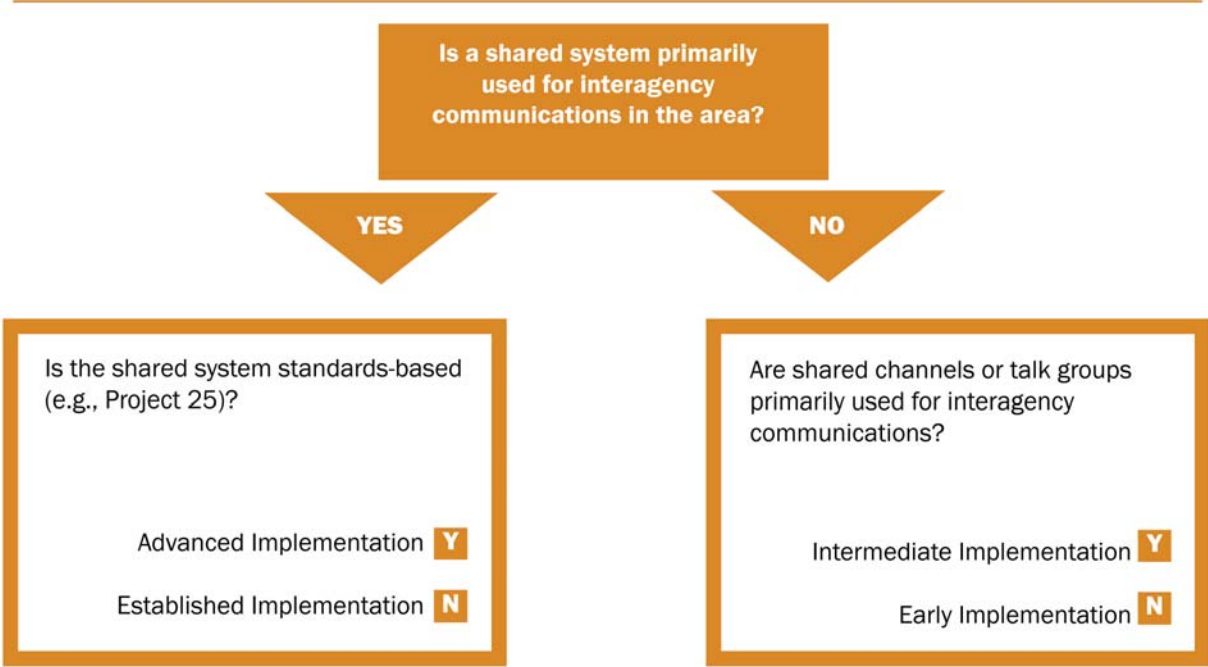 Is a shared system primarily
used for interagency
communications in the area?
YES
NO
Is the shared system standards-based
(e.g., Project 25)?
Advanced Implementation Y
Established Implementation N
Are shared channels or talk groups
primarily used for interagency
communications?
Intermediate Implementation Y
Early Implementation N